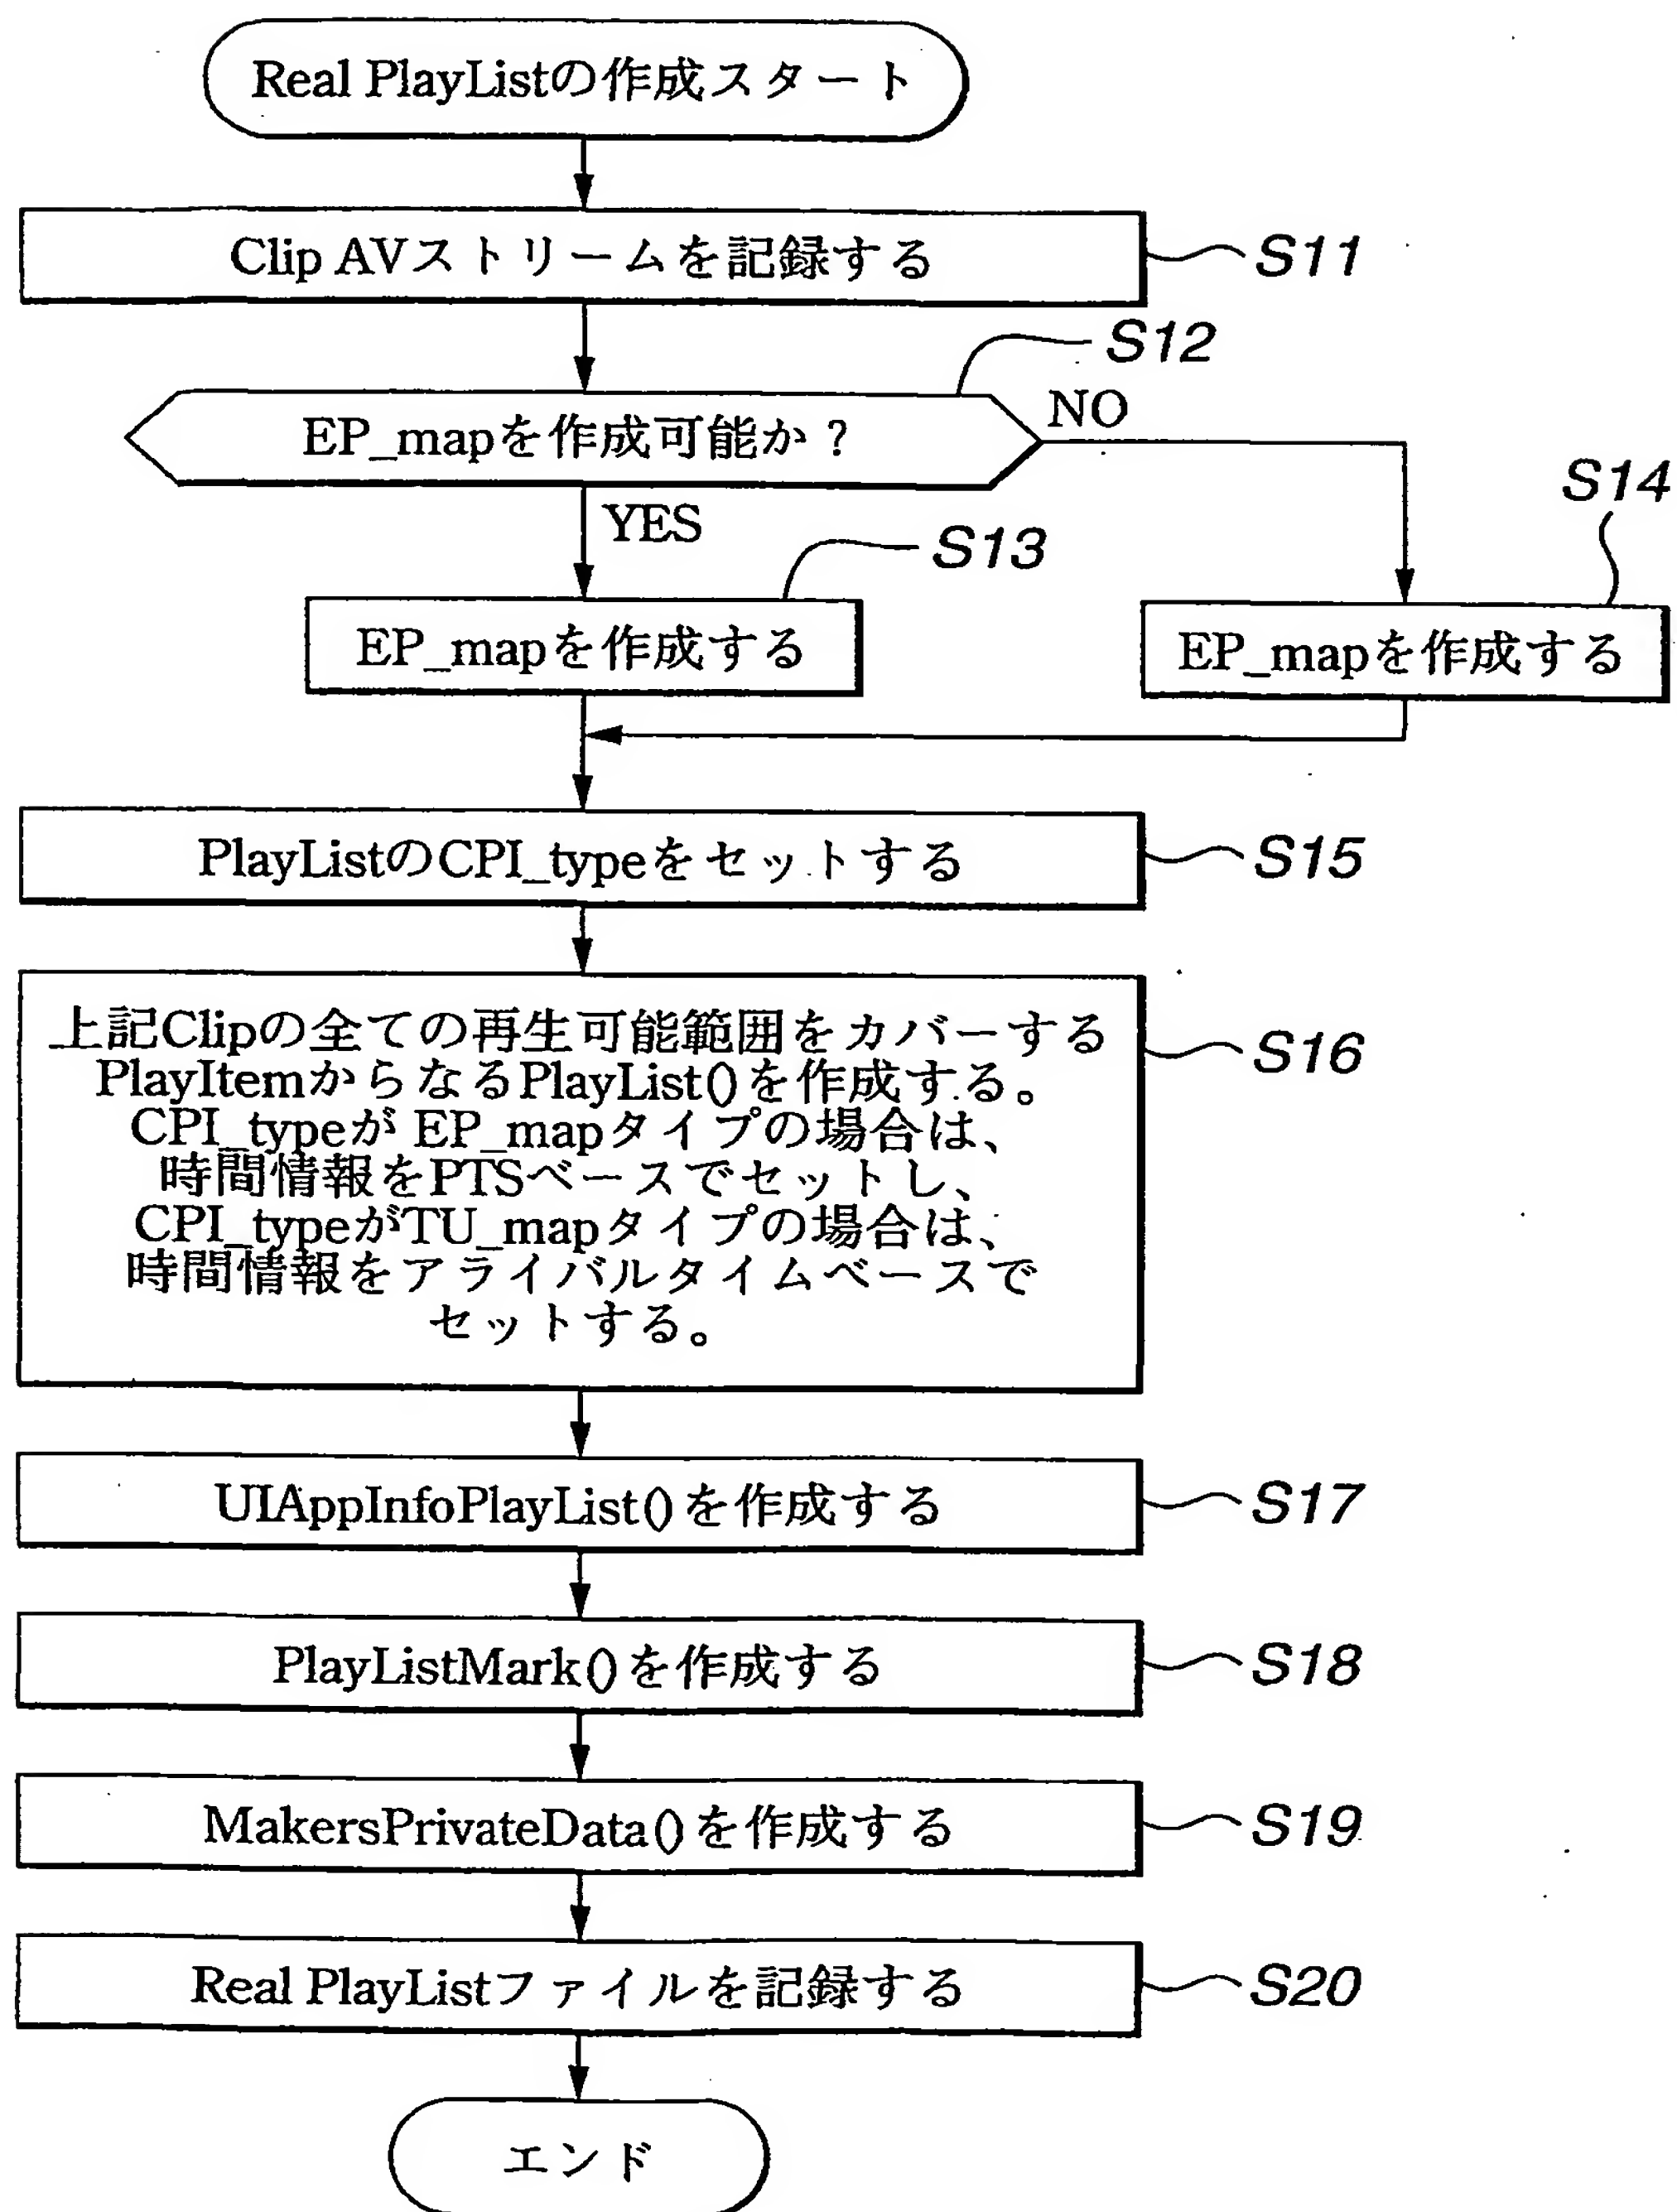 Real PlayListの作成スタート
Clip AVストリームを記録する
S11
S12
EP_mapを作成可能か?
NO
YES
S13
S14
EP_mapを作成する
EP_mapを作成する
PlayListのCPI_typeをセットする
S15
上記Clipの全ての再生可能範囲をカバーする
PlayItemからなるPlayList()を作成する。
CPI_typeが EP_mapタイプの場合は、
時間情報をPTSベースでセットし、
CPI_typeがTU_mapタイプの場合は、
時間情報をアライバルタイムベースで
セットする。
S16
UIAppInfoPlayList()を作成する
S17
PlayListMark()を作成する
S18
MakersPrivateData()を作成する
S19
Real PlayListファイルを記録する
S20
エンド